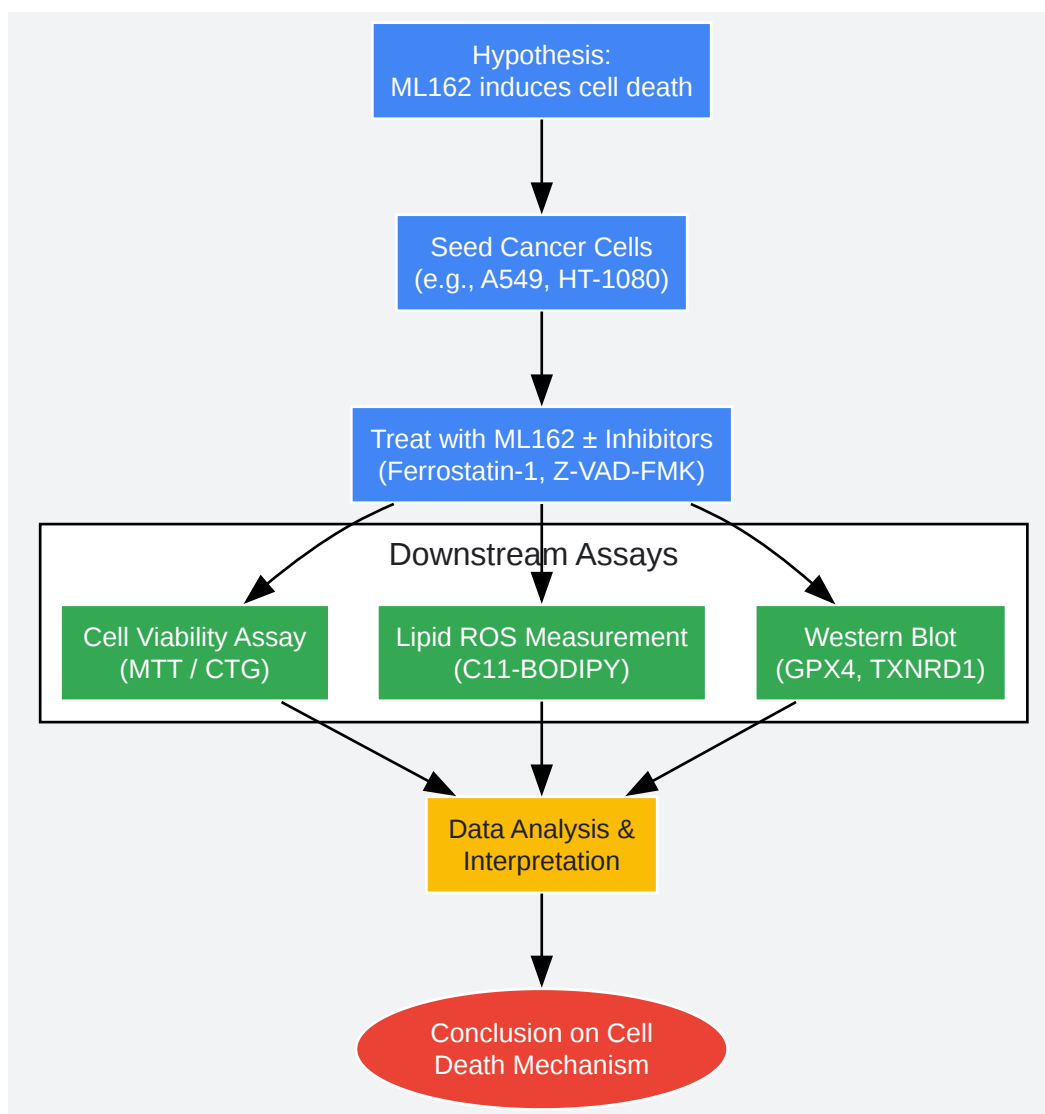 Hypothesis:
ML162 induces cell death
Seed Cancer Cells
(e.g., A549, HT-1080)
Treat with ML162 ± Inhibitors
(Ferrostatin-1, Z-VAD-FMK)
Downstream Assays
Cell Viability Assay
(MTT / CTG)
Lipid ROS Measurement
(C11-BODIPY)
Western Blot
(GPX4, TXNRD1)
Data Analysis &
Interpretation
Conclusion on Cell
Death Mechanism